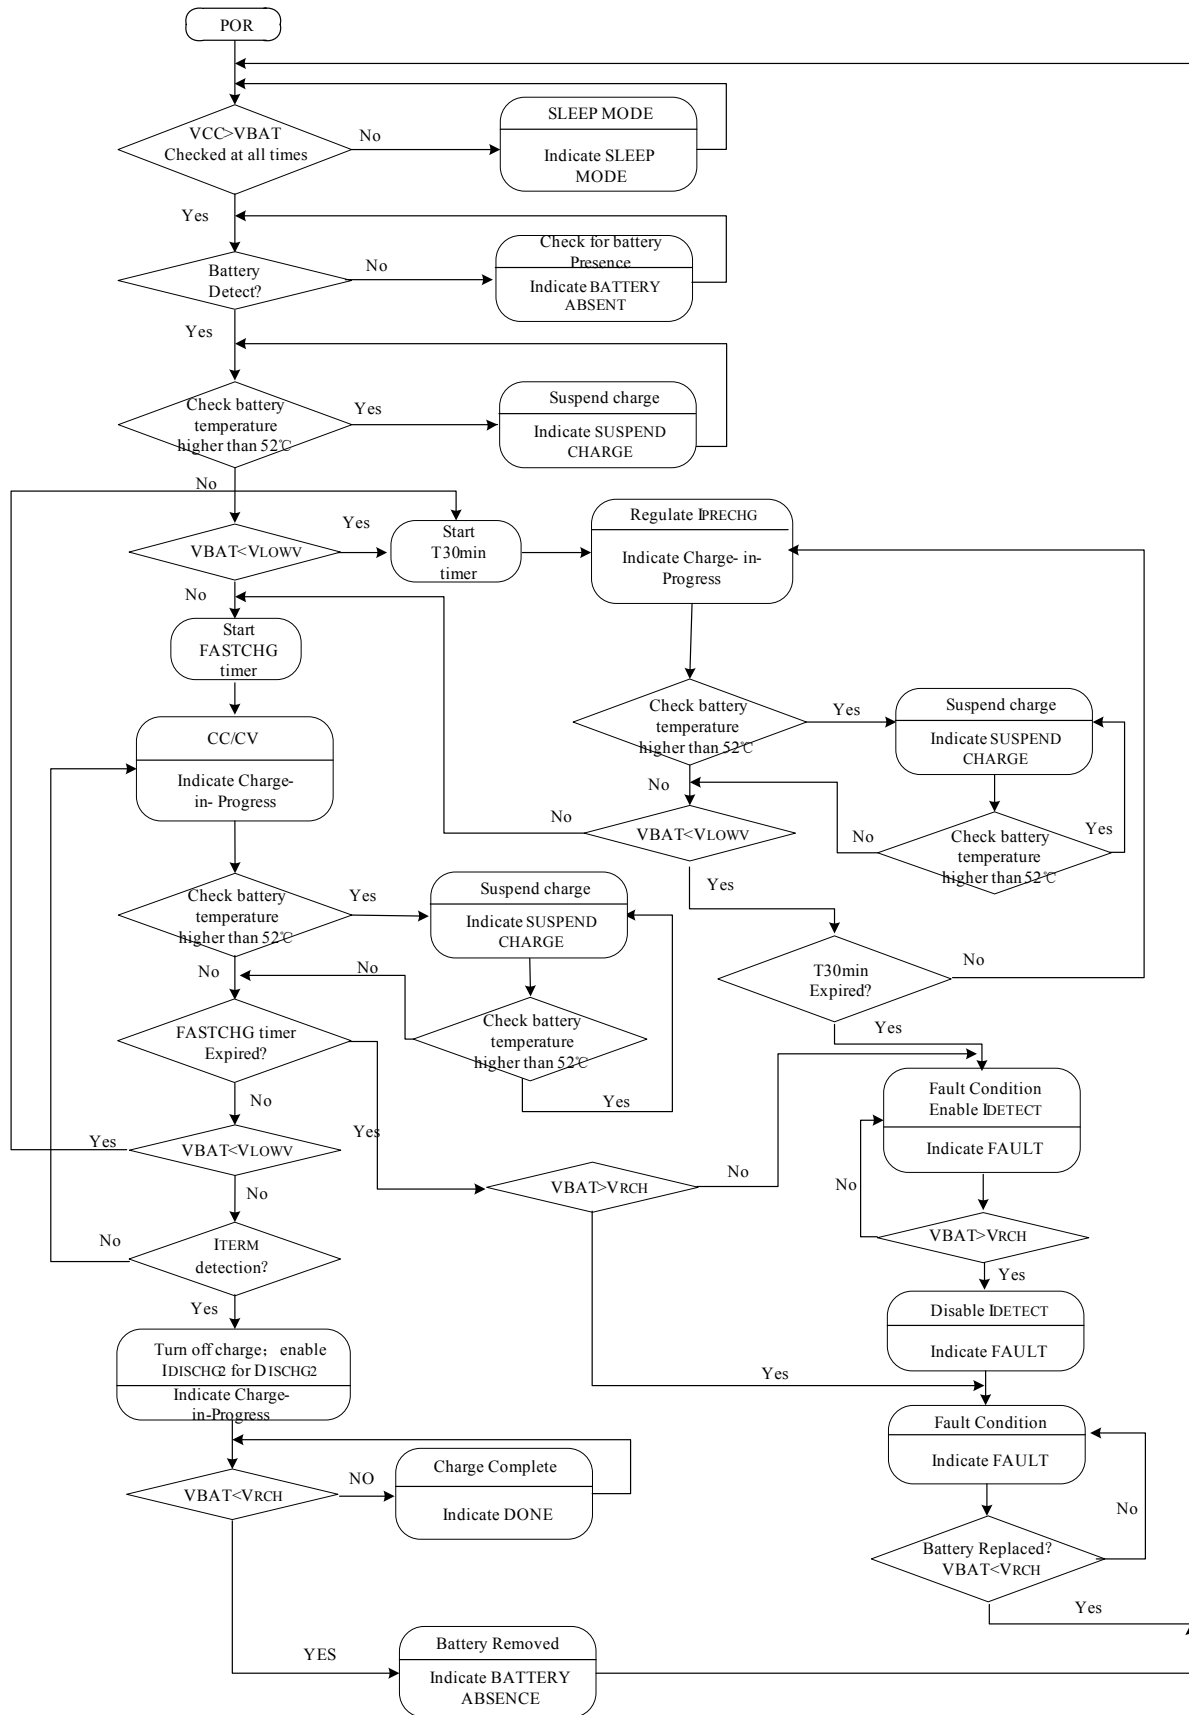 POR
VCC>VBAT
Checked at all times
No
SLEEP MODE
Indicate SLEEP
MODE
Yes
Battery
Detect?
No
Check for battery
Presence
Indicate BATTERY
ABSENT
Yes
Check battery
temperature
higher than 52℃
Yes
Suspend charge
Indicate SUSPEND
CHARGE
No
VBAT<VLOWV
Yes
Start
T30min
timer
Regulate IPRECHG
Indicate Charge- in-
Progress
No
Start
FASTCHG
timer
CC/CV
Indicate Charge-
in- Progress
Check battery
temperature
higher than 52℃
Yes
Suspend charge
Indicate SUSPEND
CHARGE
No
No
VBAT<VLOWV
No
Check battery
temperature
higher than 52℃
Yes
Yes
Check battery
temperature
higher than 52℃
Yes
Suspend charge
Indicate SUSPEND
CHARGE
No
No
Check battery
temperature
higher than 52℃
Yes
T30min
Expired?
No
Yes
FASTCHG timer
Expired?
No
Yes
Fault Condition
Enable IDETECT
Indicate FAULT
No
VBAT<VLOWV
Yes
No
VBAT>VRCH
No
VBAT>VRCH
Yes
ITERM
detection?
No
Yes
Disable IDETECT
Indicate FAULT
Yes
Turn off charge; enable
IDISCHG2 for DISCHG2
Indicate Charge-
in-Progress
Fault Condition
Indicate FAULT
No
VBAT<VRCH
NO
Charge Complete
Indicate DONE
Battery Replaced?
VBAT<VRCH
Yes
YES
Battery Removed
Indicate BATTERY
ABSENCE